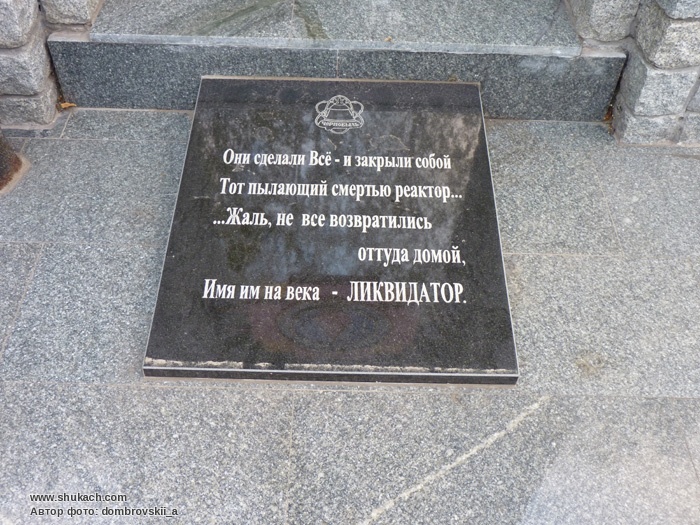 ЧОРНОБИЛЬ
Они сделали Всё - и закрыли собой
Тот пылающий смертью реактор...
...Жаль, не все возвратились
оттуда домой,
Имя им на века - ЛИКВИДАТОР.
www.shukach.com
Автор фото: dombrovskii_a